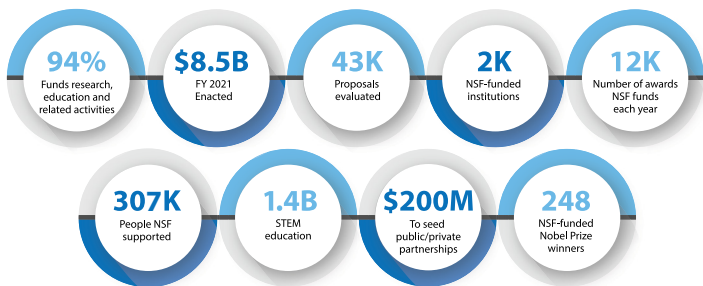 94%
Funds research,
education and
related activities
$8.5B
FY 2021
Enacted
43K
Proposals
evaluated
2K
NSF-funded
institutions
12K
Number of awards
NSF funds
each year
307K
People NSF
supported
1.4B
STEM
education
$200M
To seed
public/private
partnerships
248
NSF-funded
Nobel Prize
winners